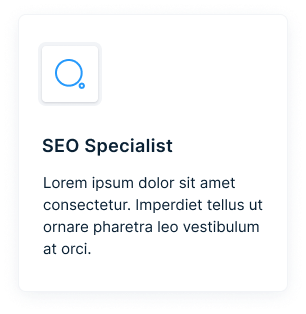 SEO Specialist
Lorem ipsum dolor sit amet
consectetur. Imperdiet tellus ut
ornare pharetra leo vestibulum
at orci.